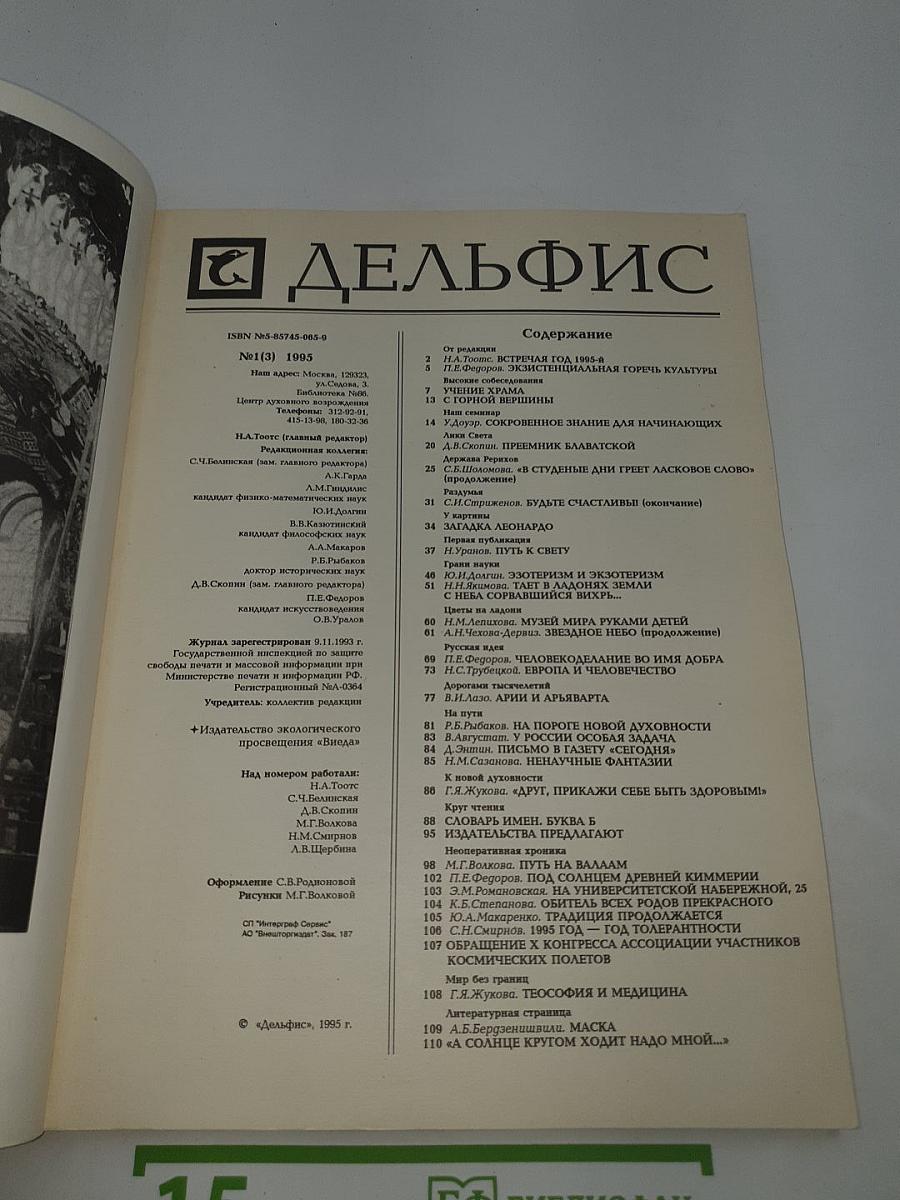 ДЕЛЬФИС
ISBN №5-85745-065-9
№1(3) 1995
Наш адрес: Москва, 129323,
ул.Седова, 3.
Библиотека №86.
Центр духовного возрождения
Телефоны: 312-92-91,
415-13-98, 180-32-36
Н.А.Тоотс (главный редактор)
Редакционная коллегия:
С.Ч.Белинская (зам. главного редактора)
А.К.Гарда
Л.М.Гиндилис
кандидат физико-математических наук
Ю.И.Долгин
В.В.Казютинский
кандидат философских наук
А.А.Макаров
Р.Б.Рыбаков
доктор исторических наук
Д.В.Скопин (зам. главного редактора)
П.Е.Федоров
кандидат искусствоведения
О.В.Уралов
Журнал зарегестрирован 9.11.1993 г.
Государственной инспекцией по защите
свободы печати и массовой информации при
Министерстве печати и информации РФ.
Регистрационный №А-0364
Учредитель: коллектив редакции
Издательство экологического
просвещения «Виеда»
Над номером работали:
Н.А.Тоотс
С.Ч.Белинская
Д.В.Скопин
М.Г.Волкова
Н.М.Смирнов
Л.В.Щербина
Оформление С.В.Родионовой
Рисунки М.Г.Волковой
СП "Интерграф Сервис"
АО "Внешторгиздат". Зак. 187
© «Дельфис», 1995 г.
Содержание
От редакции
2 Н.А.Тоотс. ВСТРЕЧАЯ ГОД 1995-й
5 П.Е.Федоров. ЭКЗИСТЕНЦИАЛЬНАЯ ГОРЕЧЬ КУЛЬТУРЫ
Высокие собеседования
7 УЧЕНИЕ ХРАМА
13 С ГОРНОЙ ВЕРШИНЫ
Наш семинар
14 У.Доуэр. СОКРОВЕННОЕ ЗНАНИЕ ДЛЯ НАЧИНАЮЩИХ
Лики Света
20 Д.В.Скопин. ПРЕЕМНИК БЛАВАТСКОЙ
Держава Рерихов
25 С.Б.Шоломова. «В СТУДЕНЫЕ ДНИ ГРЕЕТ ЛАСКОВОЕ СЛОВО»
(продолжение)
Раздумья
31 С.И.Стриженов. БУДЬТЕ СЧАСТЛИВЫ! (окончание)
У картины
34 ЗАГАДКА ЛЕОНАРДО
Первая публикация
37 Н.Уранов. ПУТЬ К СВЕТУ
Грани науки
46 Ю.И.Долгин. ЭЗОТЕРИЗМ И ЭКЗОТЕРИЗМ
51 Н.Н.Якимова. ТАЕТ В ЛАДОНЯХ ЗЕМЛИ
С НЕБА СОРВАВШИЙСЯ ВИХРЬ...
Цветы на ладони
60 Н.М.Лепихова. МУЗЕЙ МИРА РУКАМИ ДЕТЕЙ
61 А.Н.Чехова-Дервиз. ЗВЕЗДНОЕ НЕБО (продолжение)
Русская идея
69 П.Е.Федоров. ЧЕЛОВЕКОДЕЛАНИЕ ВО ИМЯ ДОБРА
73 Н.С.Трубецкой. ЕВРОПА И ЧЕЛОВЕЧЕСТВО
Дорогами тысячелетий
77 В.И.Лазо. АРИИ И АРЬЯВАРТА
На пути
81 Р.Б.Рыбаков. НА ПОРОГЕ НОВОЙ ДУХОВНОСТИ
83 В.Августат. У РОССИИ ОСОБАЯ ЗАДАЧА
84 Д.Энтин. ПИСЬМО В ГАЗЕТУ «СЕГОДНЯ»
85 Н.М.Сазанова. НЕНАУЧНЫЕ ФАНТАЗИИ
К новой духовности
86 Г.Я.Жукова. «ДРУГ, ПРИКАЖИ СЕБЕ БЫТЬ ЗДОРОВЫМ!»
Круг чтения
88 СЛОВАРЬ ИМЕН. БУКВА Б
95 ИЗДАТЕЛЬСТВА ПРЕДЛАГАЮТ
Неоперативная хроника
98 М.Г.Волкова. ПУТЬ НА ВАЛААМ
102 П.Е.Федоров. ПОД СОЛНЦЕМ ДРЕВНЕЙ КИММЕРИИ
103 Э.М.Романовская. НА УНИВЕРСИТЕТСКОЙ НАБЕРЕЖНОЙ, 25
104 К.Б.Степанова. ОБИТЕЛЬ ВСЕХ РОДОВ ПРЕКРАСНОГО
105 Ю.А.Макаренко. ТРАДИЦИЯ ПРОДОЛЖАЕТСЯ
106 С.Н.Смирнов. 1995 ГОД — ГОД ТОЛЕРАНТНОСТИ
107 ОБРАЩЕНИЕ X КОНГРЕССА АССОЦИАЦИИ УЧАСТНИКОВ
КОСМИЧЕСКИХ ПОЛЕТОВ
Мир без границ
108 Г.Я.Жукова. ТЕОСОФИЯ И МЕДИЦИНА
Литературная страница
109 А.Б.Бердзенишвили. МАСКА
110 «А СОЛНЦЕ КРУГОМ ХОДИТ НАДО МНОЙ...»
15